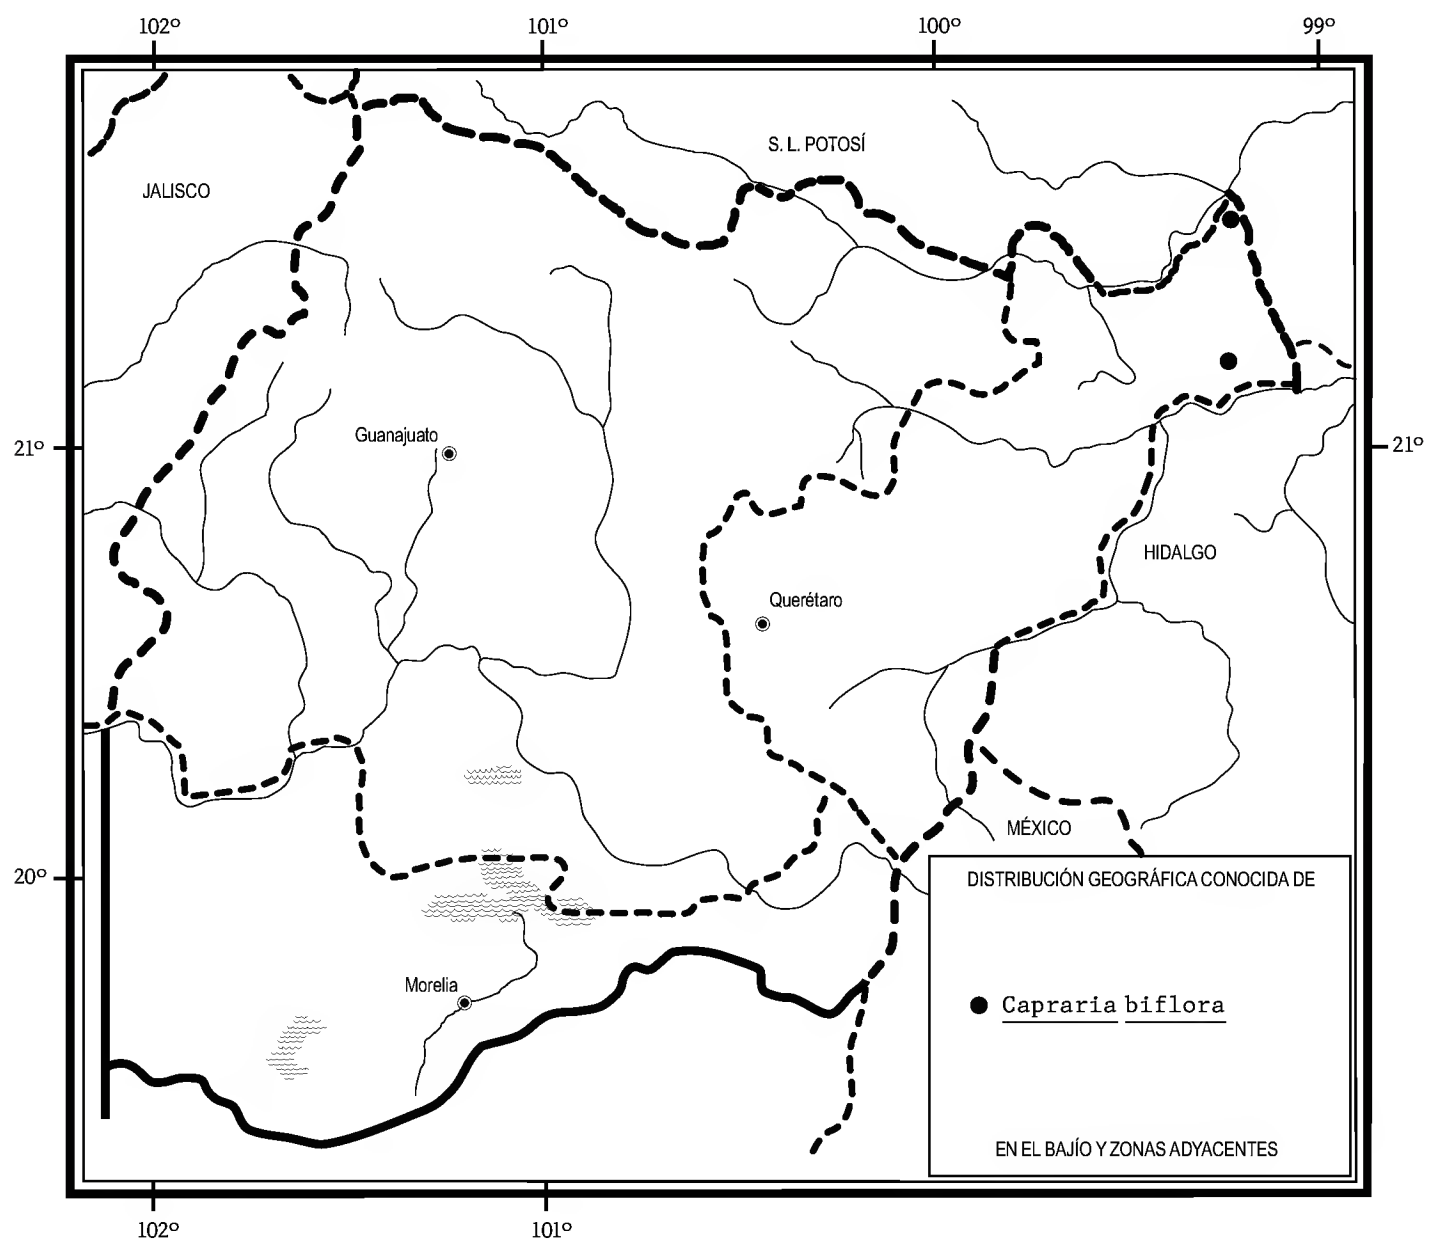 102º 101º 100º 99º
S. L. POTOSÍ
JALISCO
Guanajuato
21º 21º
HIDALGO
Querétaro
MÉXICO
20º
DISTRIBUCIÓN GEOGRÁFICA CONOCIDA DE
Morelia
Capraria biflora
EN EL BAJÍO Y ZONAS ADYACENTES
102º 101º